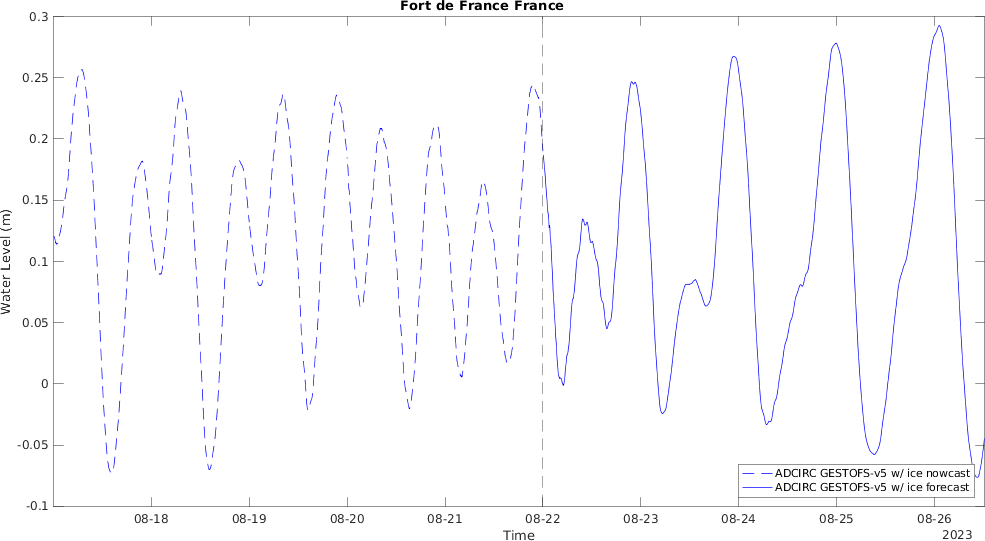 Fort de France France
0.3
0.25
0.2
0.15
0.1
0.05
0
-0.05
-0.1
Water Level (m)
ADCIRC GESTOFS-v5 w/ ice nowcast
ADCIRC GESTOFS-v5 w/ ice forecast
08-18 08-19 08-20 08-21 08-22 08-23 08-24 08-25 08-26
Time
2023